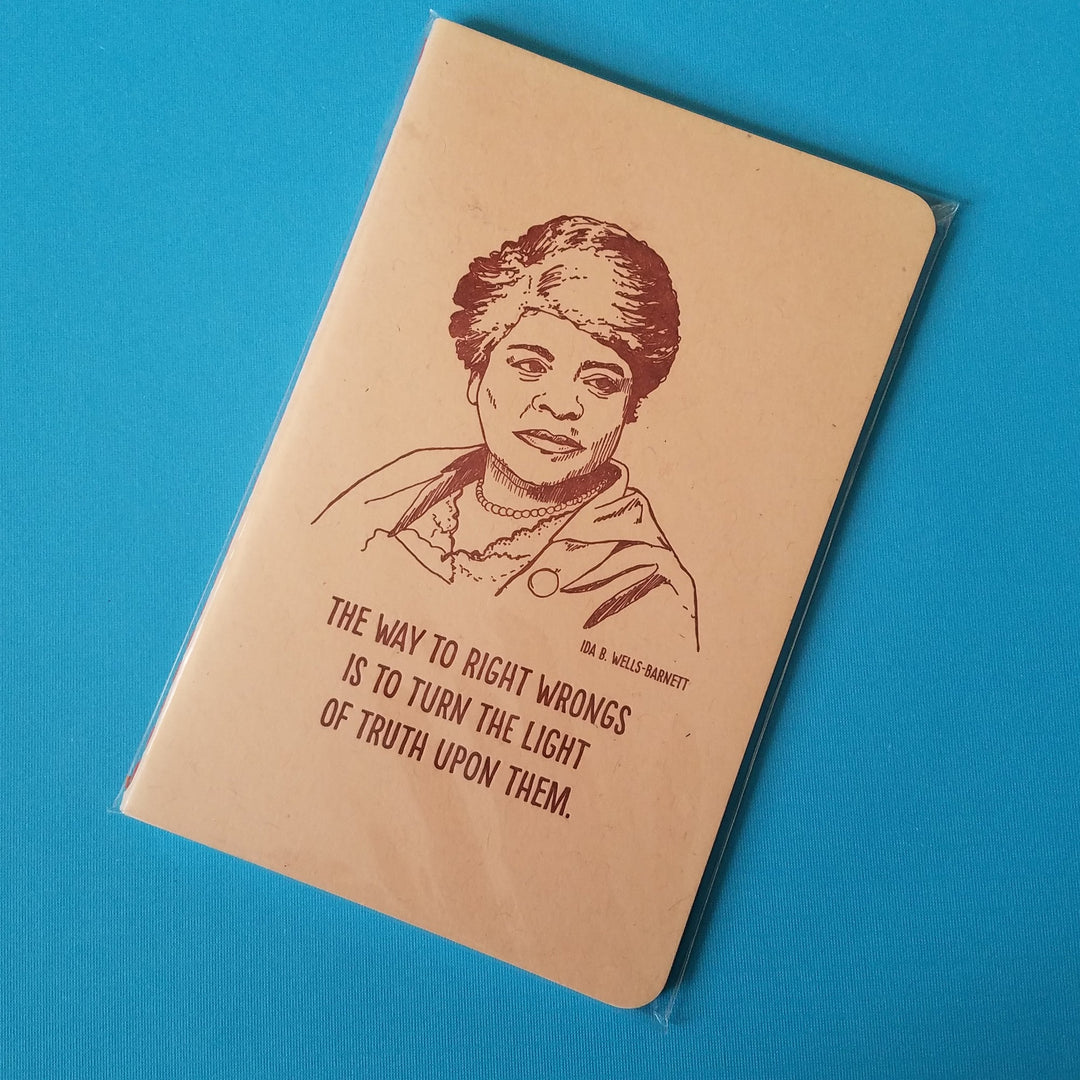 IDA B. WELLS-BARNETT
THE WAY TO RIGHT WRONGS
IS TO TURN THE LIGHT
OF TRUTH UPON THEM.